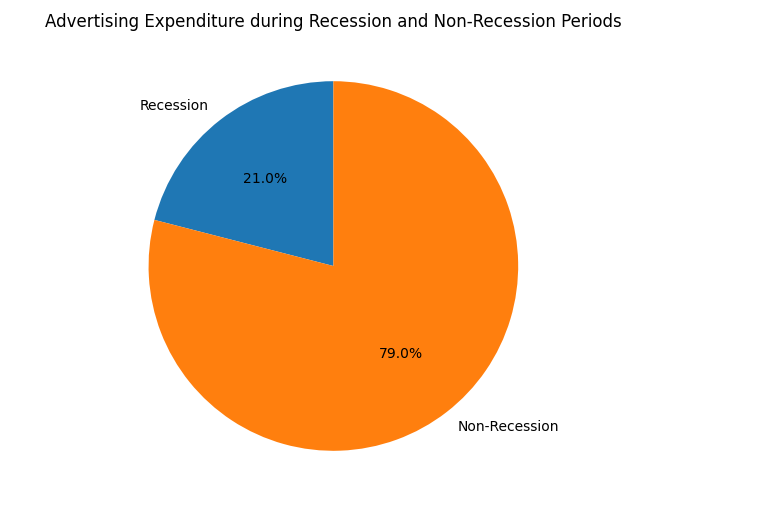 Advertising Expenditure during Recession and Non-Recession Periods
Recession
21.0%
79.0%
Non-Recession